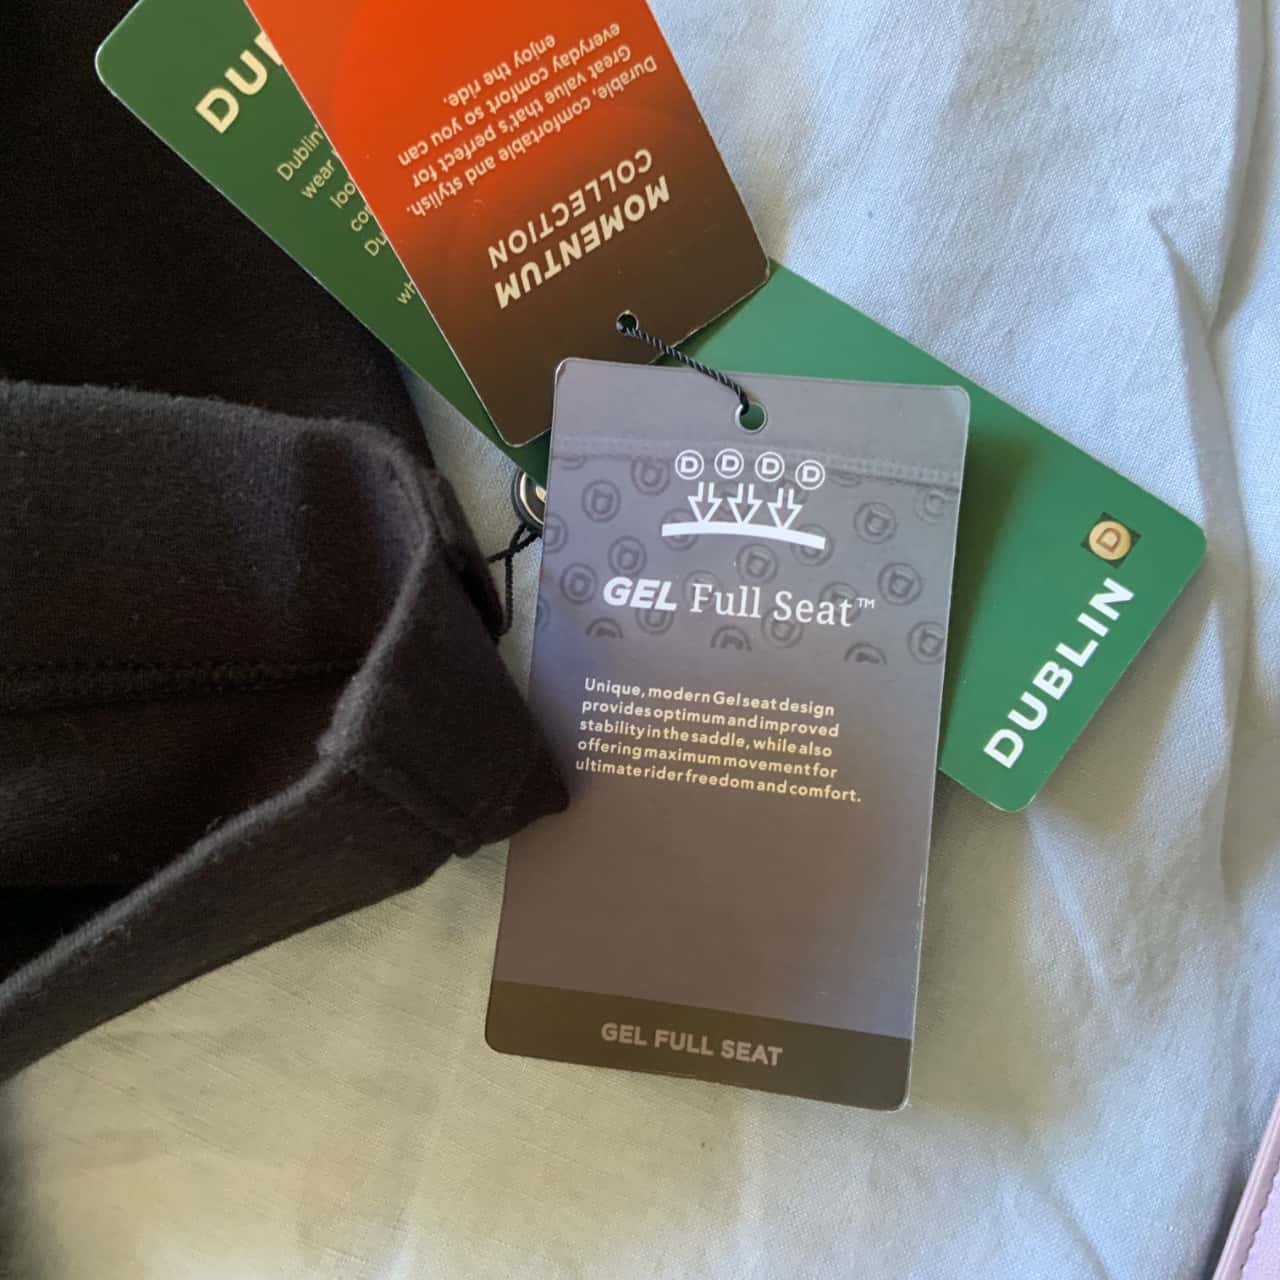 DUBLIN
Dublin'
wear
MOMENTUM
COLLECTION
Durable, comfortable and stylish.
Great value that's perfect for
everyday comfort so you can
enjoy the ride.
D D D D
GEL Full Seat™
Unique, modern Gel seat design
provides optimum and improved
stability in the saddle, while also
offering maximum movement for
ultimate rider freedom and comfort.
GEL FULL SEAT
D
DUBLIN